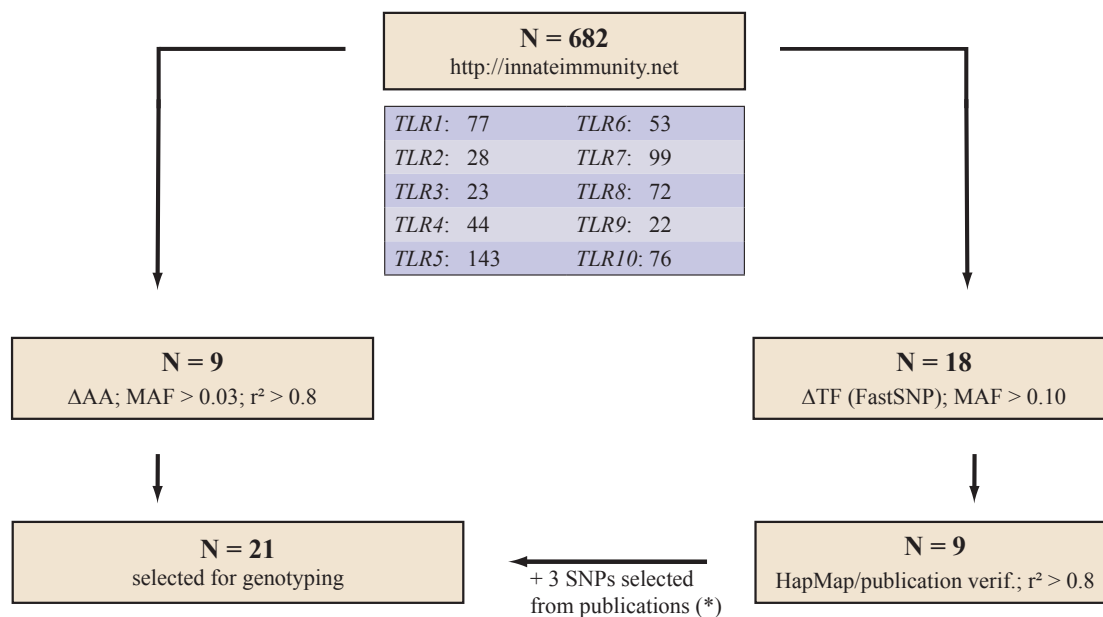 N = 682
http://innateimmunity.net
TLR1: 77 TLR6: 53
TLR2: 28 TLR7: 99
TLR3: 23 TLR8: 72
TLR4: 44 TLR9: 22
TLR5: 143 TLR10: 76
N = 9
ΔAA; MAF > 0.03; r² > 0.8
N = 18
ΔTF (FastSNP); MAF > 0.10
N = 21
selected for genotyping
+ 3 SNPs selected
from publications (*)
N = 9
HapMap/publication verif.; r² > 0.8